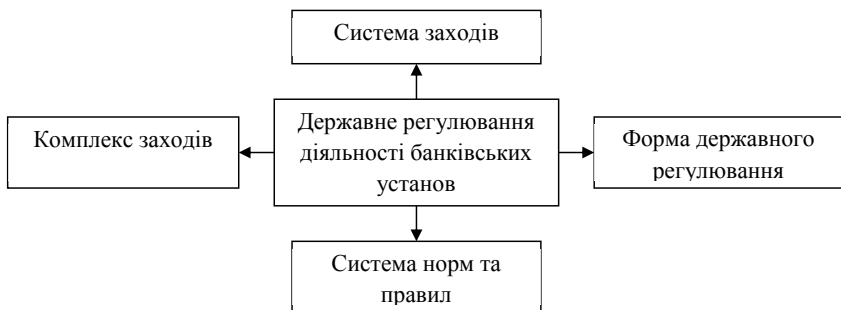 Система заходів
Комплекс заходів
Державне регулювання
діяльності банківських
установ
Форма державного
регулювання
Система норм та
правил